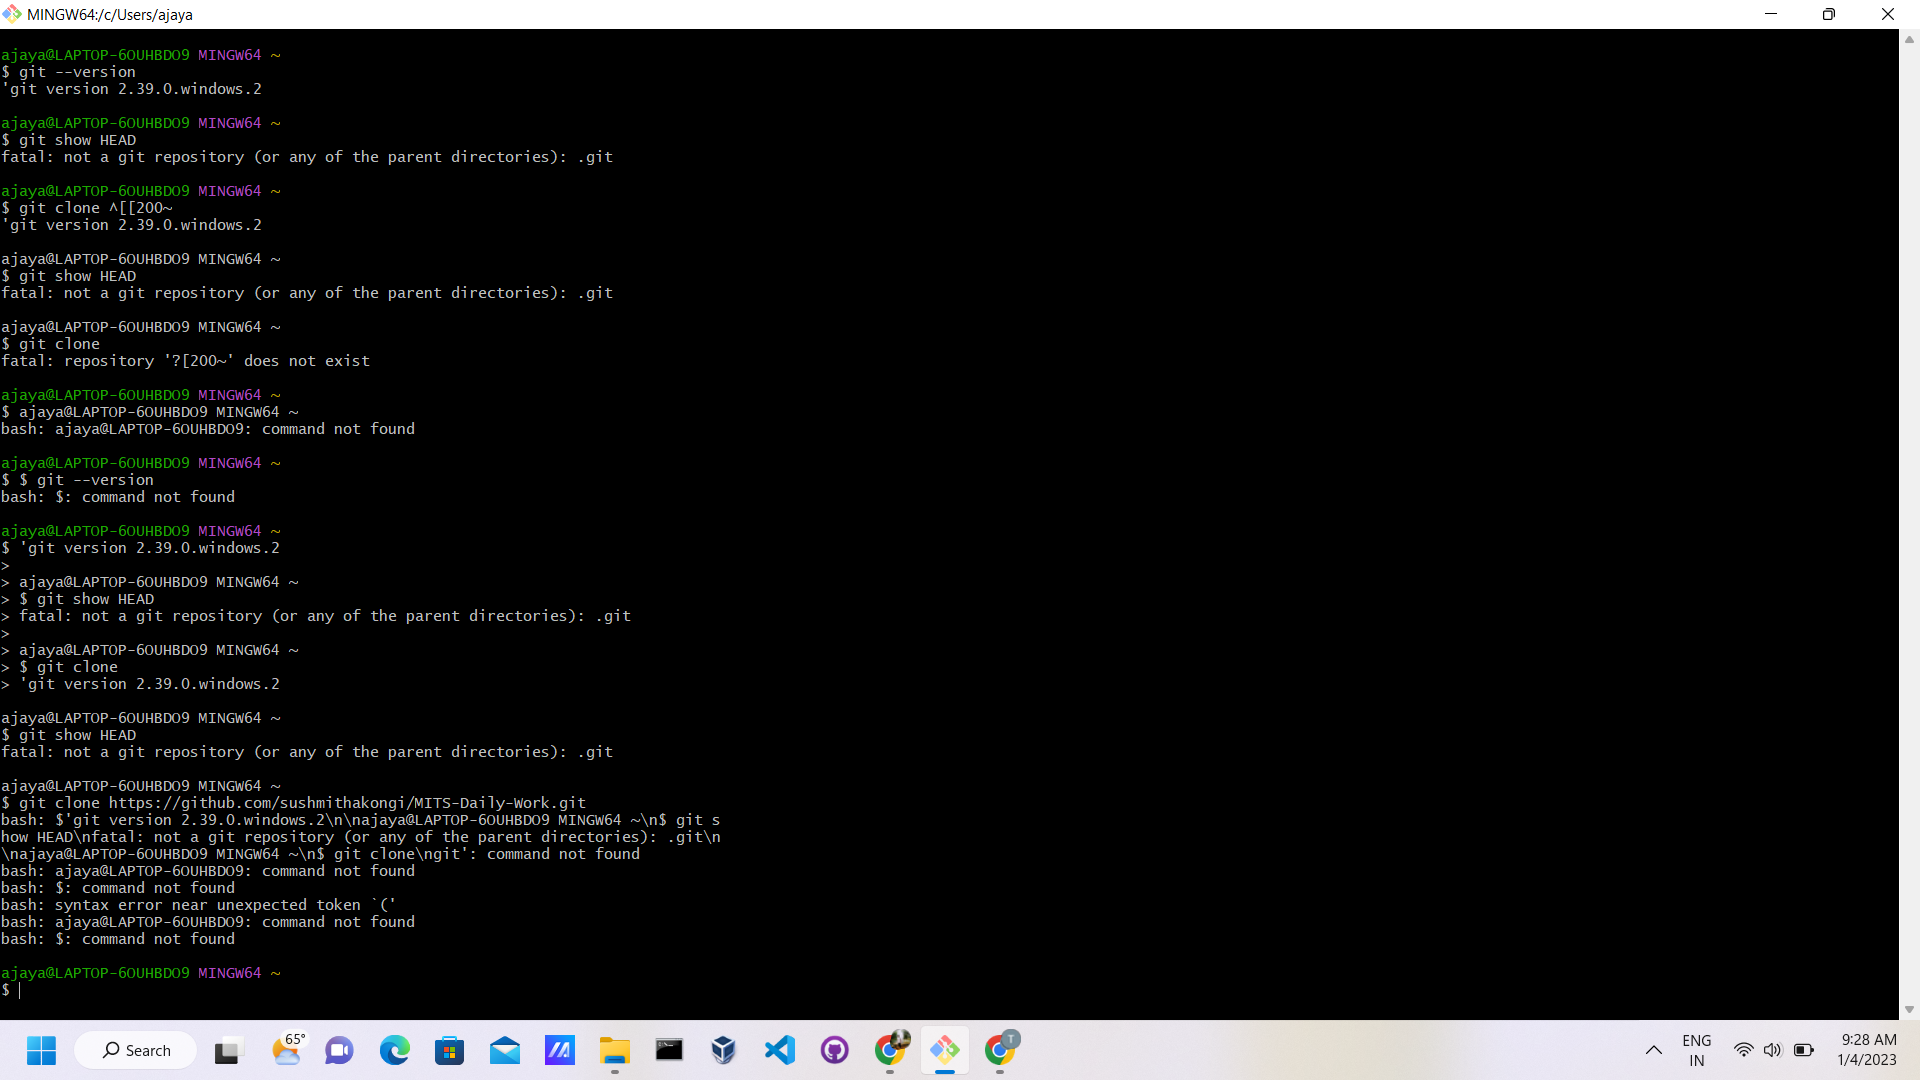 MINGW64:/c/Users/ajaya
ajaya@LAPTOP-6OUHBDO9 MINGW64 ~
$ git --version
'git version 2.39.0.windows.2
ajaya@LAPTOP-6OUHBDO9 MINGW64 ~
$ git show HEAD
fatal: not a git repository (or any of the parent directories): .git
ajaya@LAPTOP-6OUHBDO9 MINGW64 ~
$ git clone ^[[200~
'git version 2.39.0.windows.2
ajaya@LAPTOP-6OUHBDO9 MINGW64 ~
$ git show HEAD
fatal: not a git repository (or any of the parent directories): .git
ajaya@LAPTOP-6OUHBDO9 MINGW64 ~
$ git clone
fatal: repository '?[200~' does not exist
ajaya@LAPTOP-6OUHBDO9 MINGW64 ~
$ ajaya@LAPTOP-6OUHBDO9 MINGW64 ~
bash: ajaya@LAPTOP-6OUHBDO9: command not found
ajaya@LAPTOP-6OUHBDO9 MINGW64 ~
$ $ git --version
bash: $: command not found
ajaya@LAPTOP-6OUHBDO9 MINGW64 ~
$ 'git version 2.39.0.windows.2
>
> ajaya@LAPTOP-6OUHBDO9 MINGW64 ~
> $ git show HEAD
> fatal: not a git repository (or any of the parent directories): .git
>
> ajaya@LAPTOP-6OUHBDO9 MINGW64 ~
> $ git clone
> 'git version 2.39.0.windows.2
ajaya@LAPTOP-6OUHBDO9 MINGW64 ~
$ git show HEAD
fatal: not a git repository (or any of the parent directories): .git
ajaya@LAPTOP-6OUHBDO9 MINGW64 ~
$ git clone https://github.com/sushmithakongi/MITS-Daily-Work.git
bash: $'git version 2.39.0.windows.2\n\najaya@LAPTOP-6OUHBDO9 MINGW64 ~\n$ git s
how HEAD\nfatal: not a git repository (or any of the parent directories): .git\n
\najaya@LAPTOP-6OUHBDO9 MINGW64 ~\n$ git clone\ngit': command not found
bash: ajaya@LAPTOP-6OUHBDO9: command not found
bash: $: command not found
bash: syntax error near unexpected token `('
bash: ajaya@LAPTOP-6OUHBDO9: command not found
bash: $: command not found
ajaya@LAPTOP-6OUHBDO9 MINGW64 ~
$
Search
65°
T
ENG
IN
9:28 AM
1/4/2023